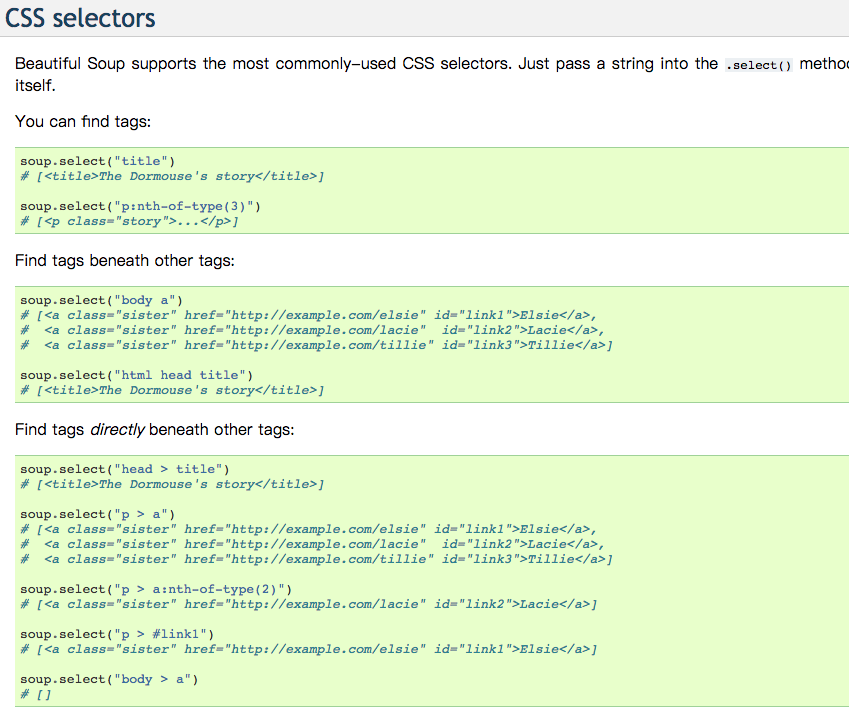 CSS selectors
Beautiful Soup supports the most commonly-used CSS selectors. Just pass a string into the .select()
itself.
You can find tags:
soup.select("title")
# [<title>The Dormouse's story</title>]
soup.select("p:nth-of-type(3)")
# [<p class="story">...</p>]
Find tags beneath other tags:
soup.select("body a")
# [<a class="sister" href="http://example.com/elsie" id="link1">Elsie</a>,
#  <a class="sister" href="http://example.com/lacie"  id="link2">Lacie</a>,
#  <a class="sister" href="http://example.com/tillie" id="link3">Tillie</a>]
soup.select("html head title")
# [<title>The Dormouse's story</title>]
Find tags directly beneath other tags:
soup.select("head > title")
# [<title>The Dormouse's story</title>]
soup.select("p > a")
# [<a class="sister" href="http://example.com/elsie" id="link1">Elsie</a>,
#  <a class="sister" href="http://example.com/lacie"  id="link2">Lacie</a>,
#  <a class="sister" href="http://example.com/tillie" id="link3">Tillie</a>]
soup.select("p > a:nth-of-type(2)")
# [<a class="sister" href="http://example.com/lacie" id="link2">Lacie</a>]
soup.select("p > #link1")
# [<a class="sister" href="http://example.com/elsie" id="link1">Elsie</a>]
soup.select("body > a")
# []